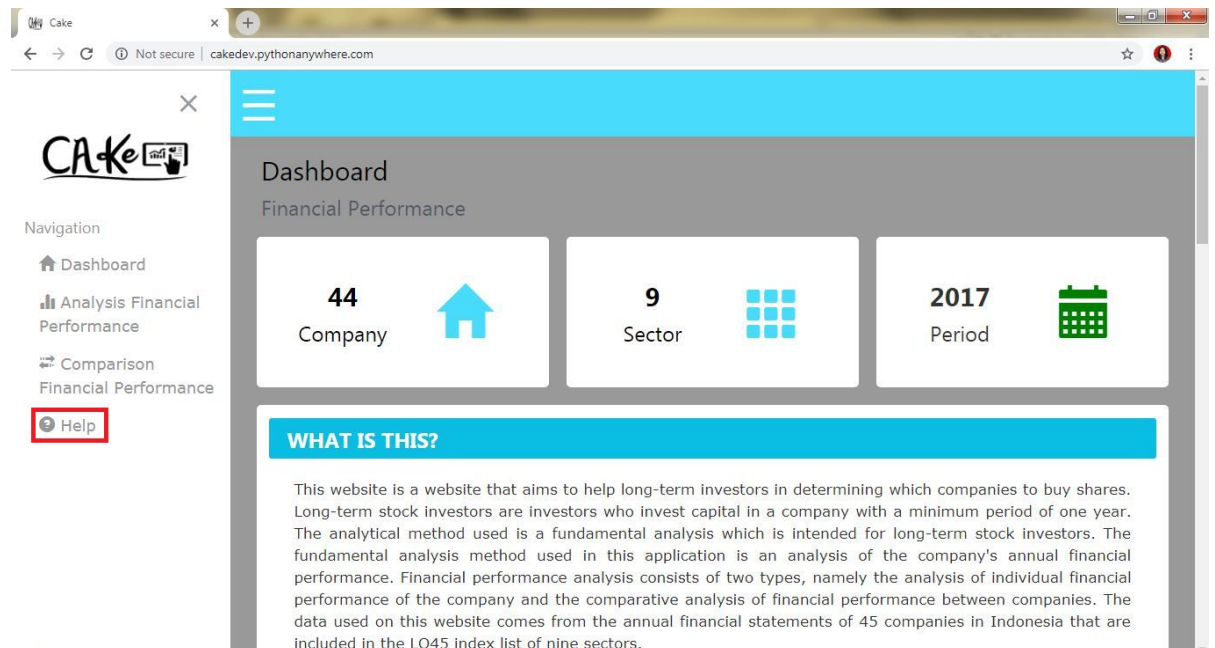 Cake
Not secure | cakedev.pythonanywhere.com
CAKe
Navigation
Dashboard
Analysis Financial
Performance
Comparison
Financial Performance
Help
Dashboard
Financial Performance
44
Company
9
Sector
2017
Period
WHAT IS THIS?
This website is a website that aims to help long-term investors in determining which companies to buy shares.
Long-term stock investors are investors who invest capital in a company with a minimum period of one year.
The analytical method used is a fundamental analysis which is intended for long-term stock investors. The
fundamental analysis method used in this application is an analysis of the company's annual financial
performance. Financial performance analysis consists of two types, namely the analysis of individual financial
performance of the company and the comparative analysis of financial performance between companies. The
data used on this website comes from the annual financial statements of 45 companies in Indonesia that are
included in the LQ45 index list of nine sectors.